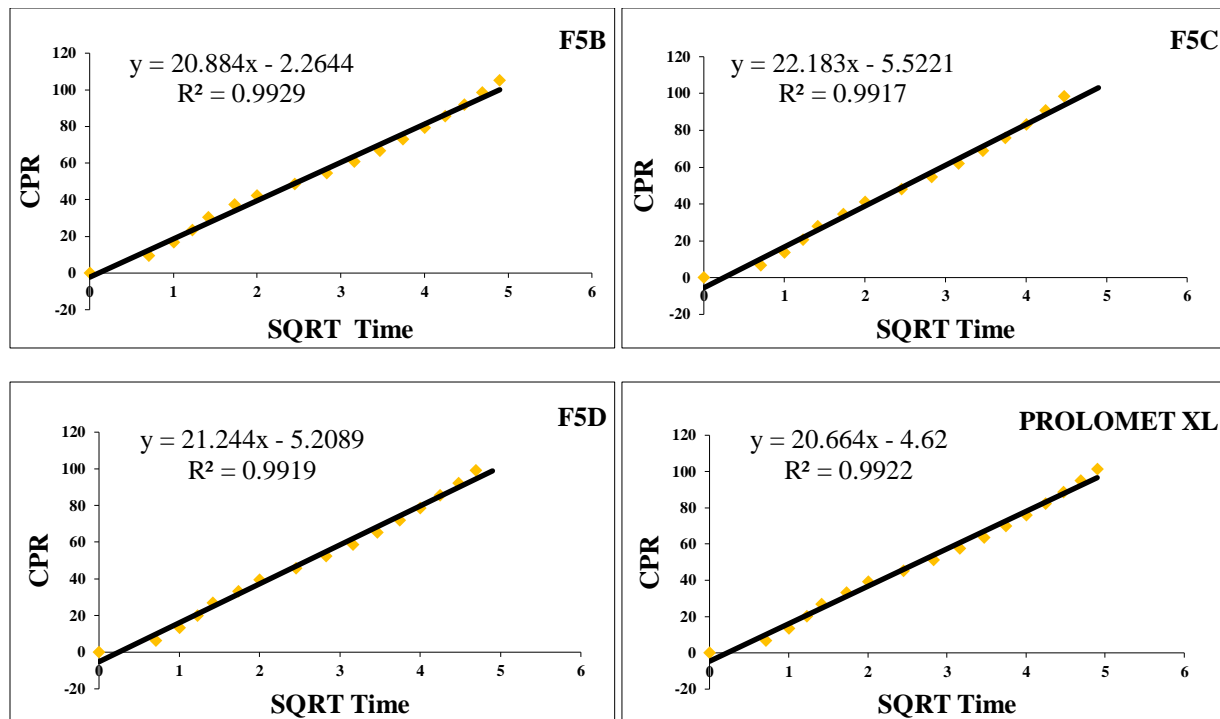 F5B
y = 20.884x - 2.2644
R² = 0.9929
120
100
80
60
40
20
0
-20
0 1 2 3 4 5 6
CPR
SQRT Time
F5C
y = 22.183x - 5.5221
R² = 0.9917
120
100
80
60
40
20
0
-20
0 1 2 3 4 5 6
CPR
SQRT Time
F5D
y = 21.244x - 5.2089
R² = 0.9919
120
100
80
60
40
20
0
-20
0 1 2 3 4 5 6
CPR
SQRT Time
PROLOMET XL
y = 20.664x - 4.62
R² = 0.9922
120
100
80
60
40
20
0
-20
0 1 2 3 4 5 6
CPR
SQRT Time